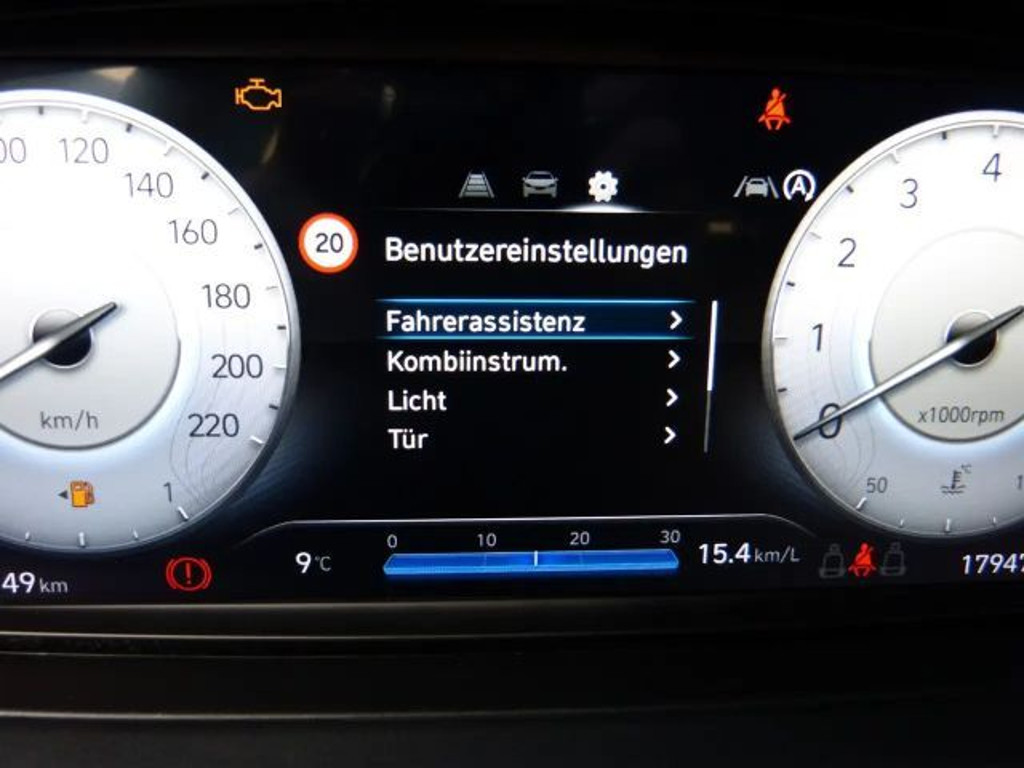 120
140
160
180
200
220
km/h
1
49 km
20
Benutzereinstellungen
Fahrerassistenz
Kombiinstrum.
Licht
Tür
9 °C
0 10 20 30
15.4 km/L
A
4
3
2
1
0
x1000rpm
50
°C
17947